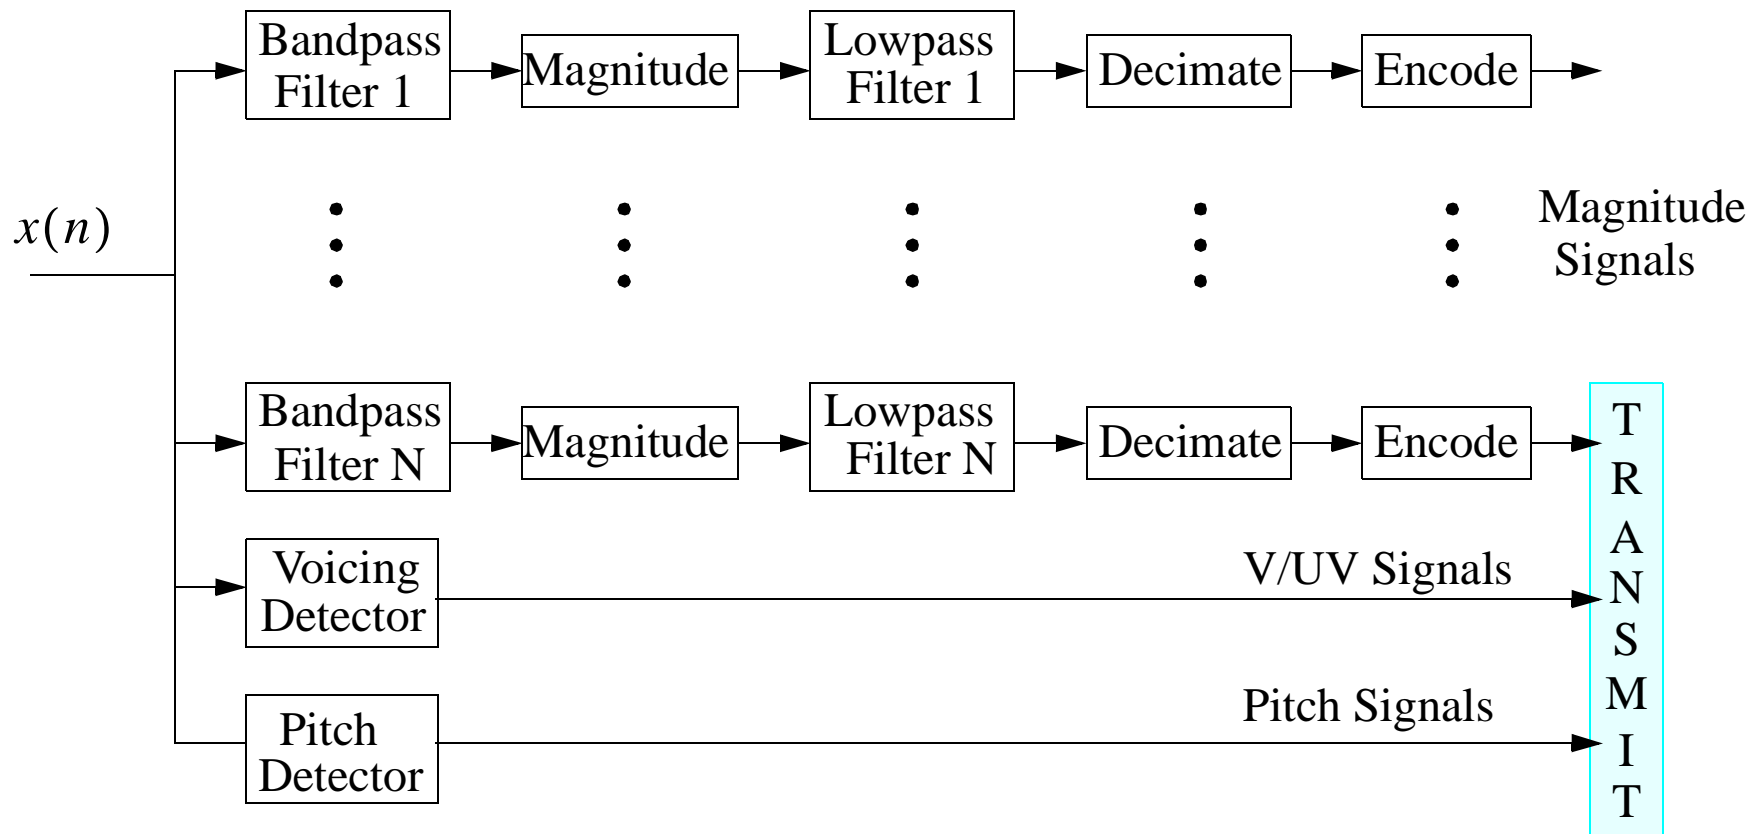 Bandpass
Filter 1
Magnitude
Lowpass
Filter 1
Decimate
Encode
x(n)
Magnitude
Signals
Bandpass
Filter N
Magnitude
Lowpass
Filter N
Decimate
Encode
Voicing
Detector
V/UV Signals
Pitch
Detector
Pitch Signals
T
R
A
N
S
M
I
T